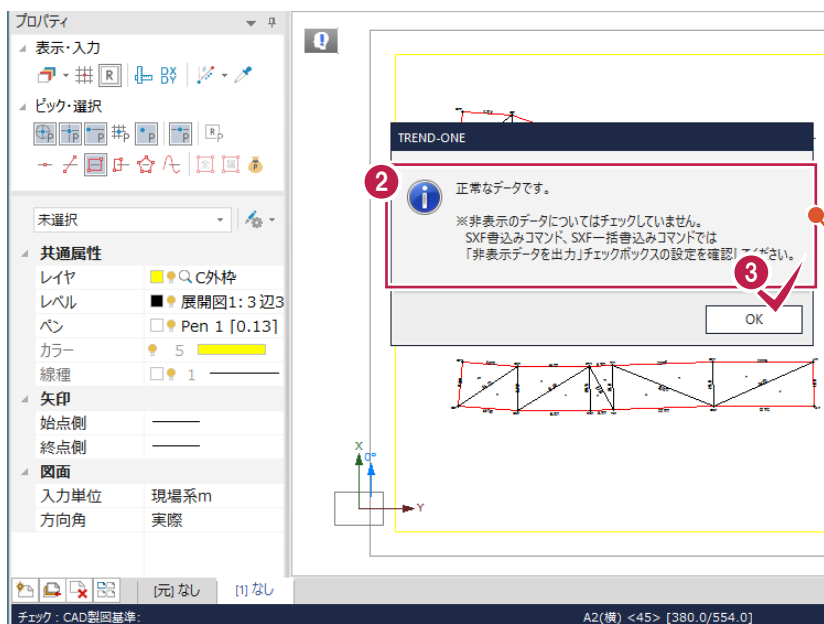 プロパティ
表示・入力
R
DX
DY
ピック・選択
P P P P P P R P
P
未選択
共通属性
レイヤ C外枠
レベル 展開図1:３辺3
ペン Pen 1 [0.13]
カラー 5
線種 1
矢印
始点側
終点側
図面
入力単位 現場系m
方向角 実際
[元] なし [1] なし
チェック : CAD製図基準:
A2(横) <45> [380.0/554.0]
TREND-ONE
2
正常なデータです。
※非表示のデータについてはチェックしていません。
SXF書込みコマンド、SXF一括書込みコマンドでは
「非表示データを出力」チェックボックスの設定を確認してください。
3
OK
X
0°
Y